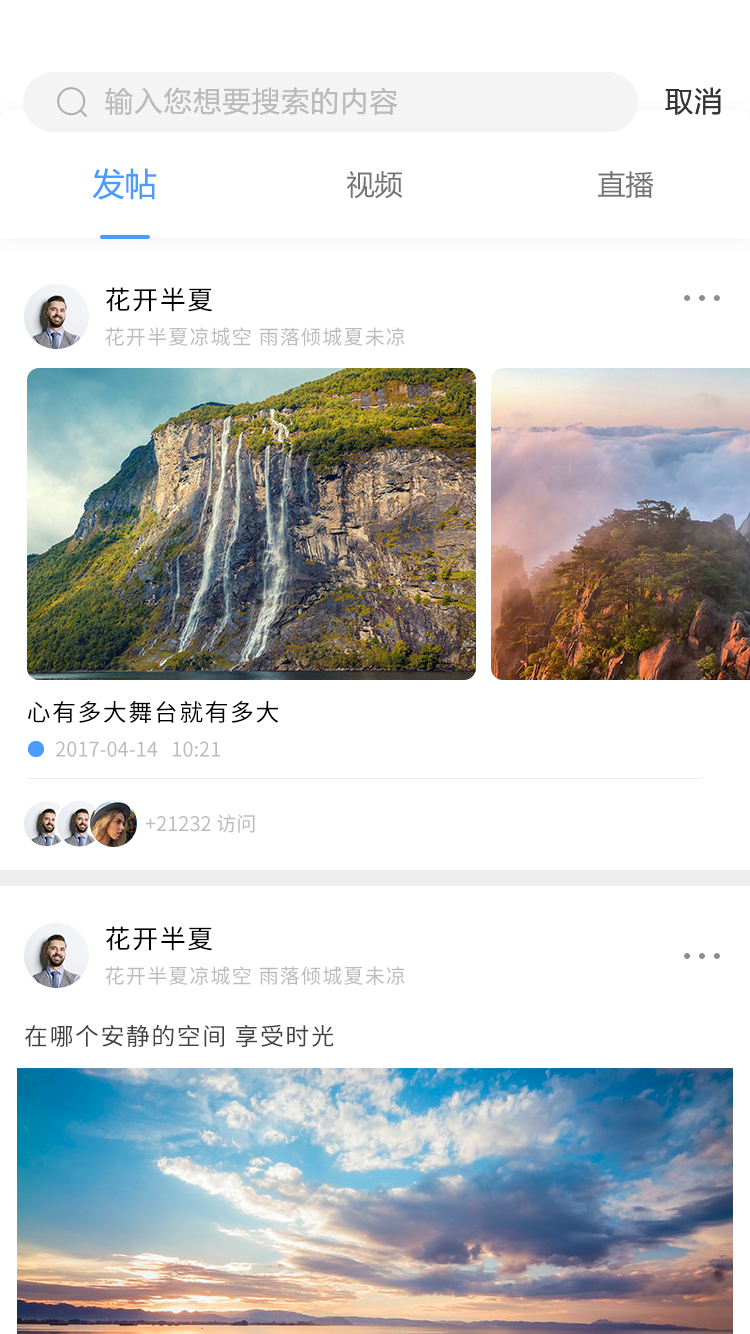 输入您想要搜索的内容 取消
发帖 视频 直播
花开半夏
花开半夏凉城空 雨落倾城夏未凉
心有多大舞台就有多大
2017-04-14 10:21
+21232 访问
花开半夏
花开半夏凉城空 雨落倾城夏未凉
在哪个安静的空间 享受时光